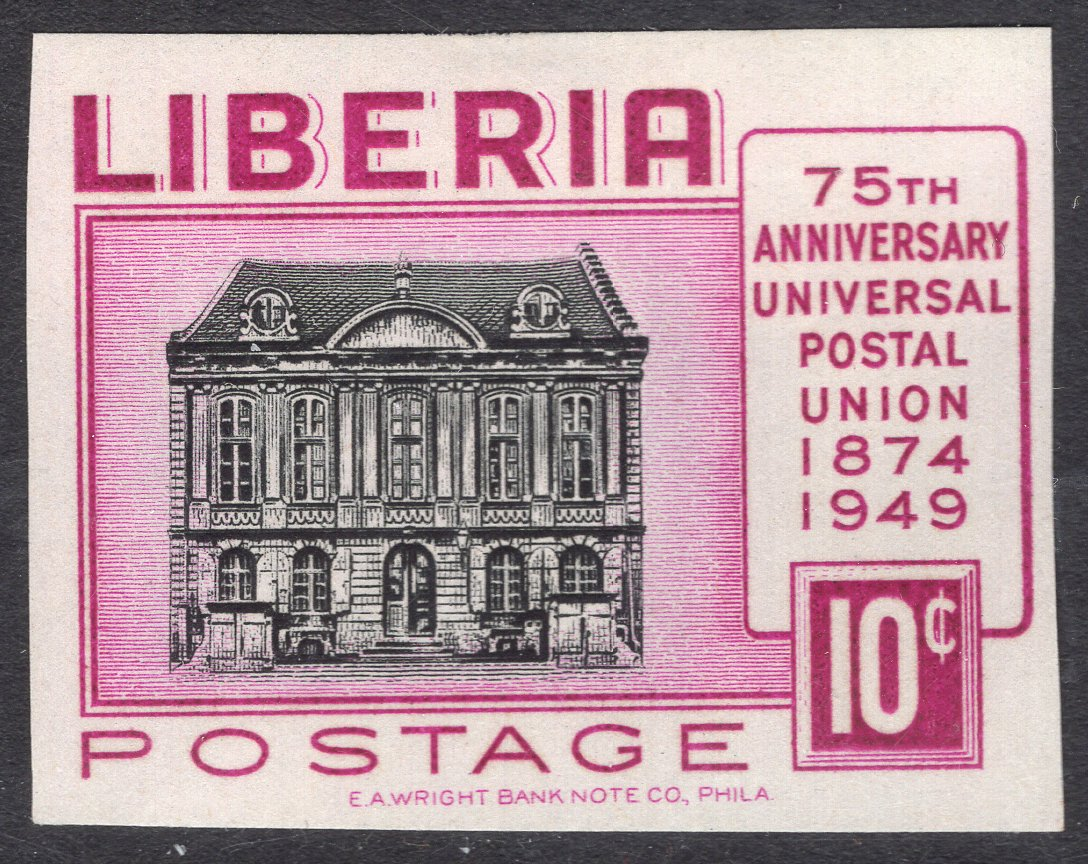 LIBERIA
75TH
ANNIVERSARY
UNIVERSAL
POSTAL
UNION
1874
1949
10¢
POSTAGE
E.A.WRIGHT BANK NOTE CO., PHILA.